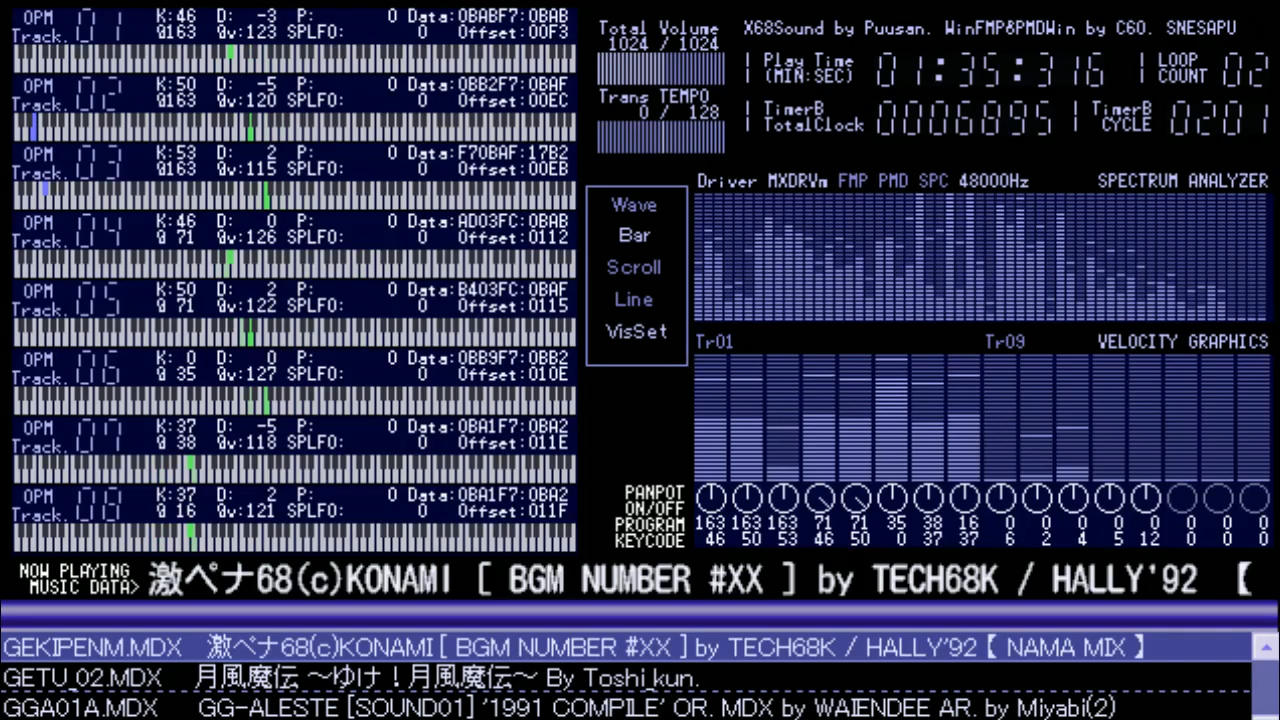 OPM K:46 D: -3 P: 0 Data:0BABF7:0BAB
Track. 01 @163 @v:123 SPLFO: 0 Offset:00F3
OPM K:50 D: -5 P: 0 Data:0BB2F7:0BAF
Track. 02 @163 @v:120 SPLFO: 0 Offset:00EC
OPM K:53 D: 2 P: 0 Data:F70BAF:17B2
Track. 03 @163 @v:115 SPLFO: 0 Offset:00EB
OPM K:46 D: 0 P: 0 Data:AD03FC:0BAB
Track. 04 @ 71 @v:126 SPLFO: 0 Offset:0112
OPM K:50 D: -5 P: 0 Data:B403FC:0BAF
Track. 05 @ 71 @v:122 SPLFO: 0 Offset:0115
OPM K: 0 D: 0 P: 0 Data:0BB9F7:0BB2
Track. 06 @ 35 @v:127 SPLFO: 0 Offset:010E
OPM K:37 D: -5 P: 0 Data:0BA1F7:0BA2
Track. 07 @ 38 @v:118 SPLFO: 0 Offset:011E
OPM K:37 D: 2 P: 0 Data:0BA1F7:0BA2
Track. 08 @ 16 @v:121 SPLFO: 0 Offset:011F
Total Volume
1024 / 1024
Trans TEMPO
0 / 128
X68Sound by Puusan. WinFMP&PMDWin by C60. SNESAPU
Play Time (MIN:SEC) 01:35:316 LOOP COUNT 02
TimerB TotalClock 0006895 TimerB CYCLE 0201
Wave
Bar
Scroll
Line
VisSet
Driver MXDRVm FMP PMD SPC 48000Hz SPECTRUM ANALYZER
Tr01 Tr09 VELOCITY GRAPHICS
PANPOT
ON/OFF
PROGRAM 163 163 163 71 71 35 38 16 0 0 0 0 0 0 0 0
KEYCODE 46 50 53 46 50 0 37 37 6 2 4 5 12 0 0 0
NOW PLAYING
MUSIC DATA> 激ペナ68(c)KONAMI [ BGM NUMBER #XX ] by TECH68K / HALLY'92 【
GEKIPENM.MDX 激ペナ68(c)KONAMI [ BGM NUMBER #XX ] by TECH68K / HALLY'92 【 NAMA MIX 】
GETU_02.MDX 月風魔伝 ～ゆけ！月風魔伝～ By Toshi_kun.
GGA01A.MDX GG-ALESTE [SOUND01] '1991 COMPILE' OR. MDX by WAIENDEE AR. by Miyabi(2)